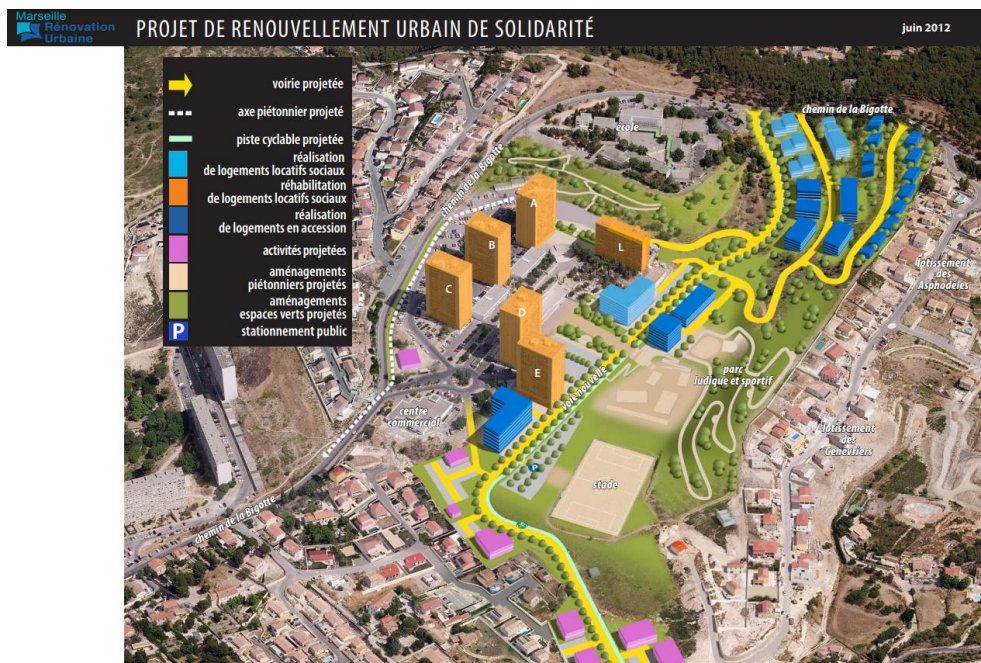 Marseille
Rénovation
Urbaine
PROJET DE RENOUVELLEMENT URBAIN DE SOLIDARITÉ
juin 2012
voirie projetée
axe piétonnier projeté
piste cyclable projetée
réalisation
de logements locatifs sociaux
réhabilitation
de logements locatifs sociaux
réalisation
de logements en accession
activités projetées
aménagements
piétonniers projetés
aménagements
espaces verts projetés
P
stationnement public
chemin de la Bigotte
école
chemin de la Bigotte
A
B
L
C
D
E
lotissement
des
Asphodèles
voie nouvelle
parc
ludique et sportif
centre
commercial
lotissement
des
Genévriers
P
stade
chemin de la Bigotte